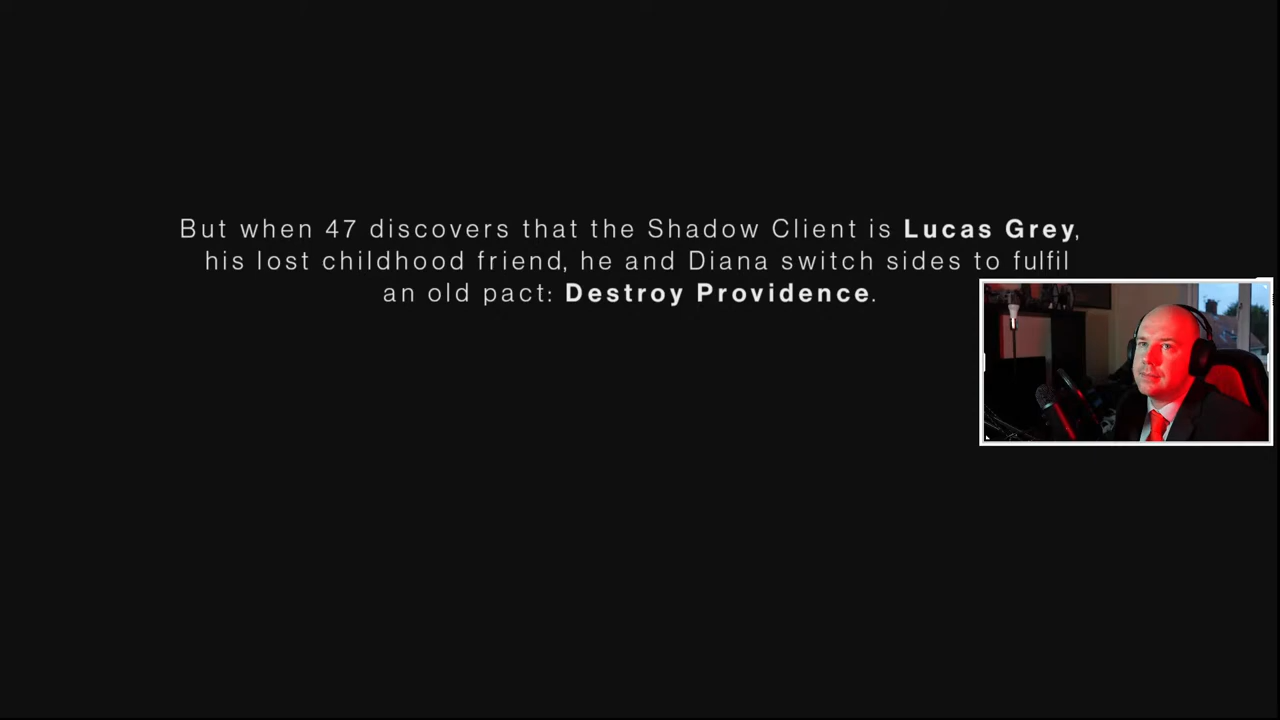 But when 47 discovers that the Shadow Client is Lucas Grey,
his lost childhood friend, he and Diana switch sides to fulfil
an old pact: Destroy Providence.